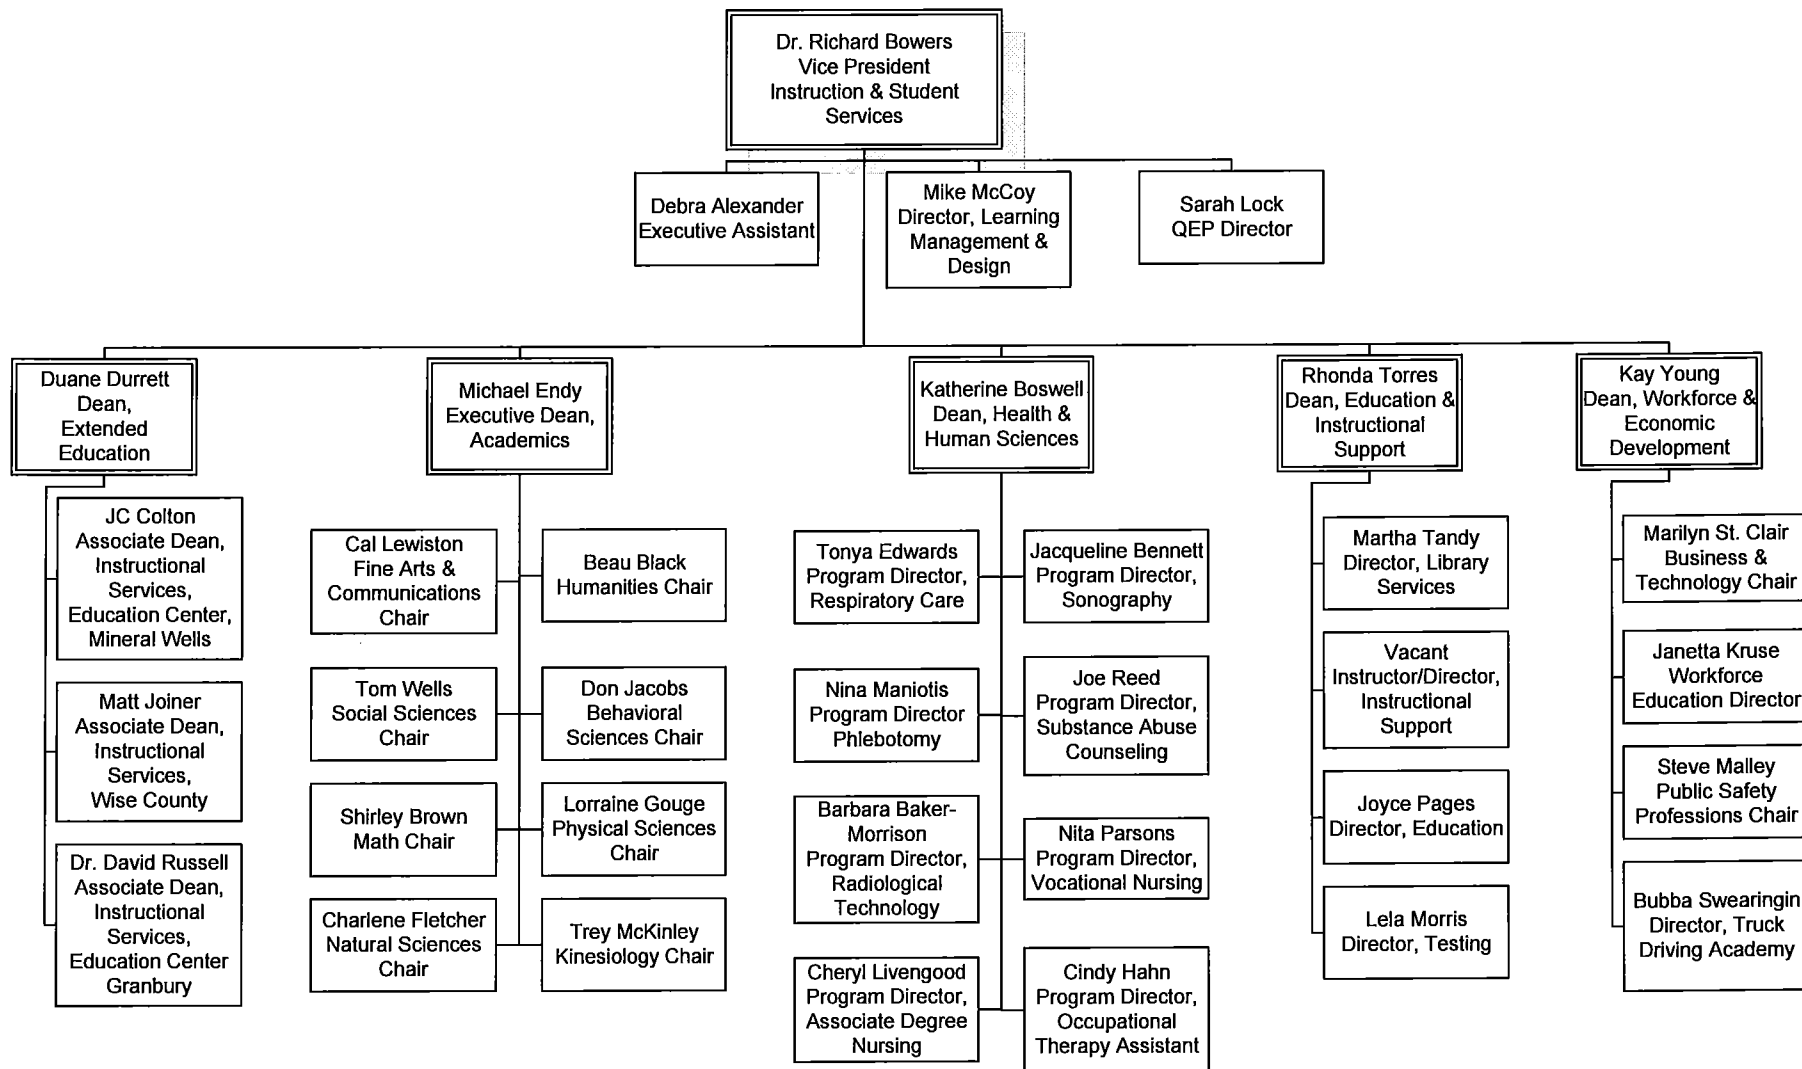 Dr. Richard Bowers
Vice President
Instruction & Student
Services
Debra Alexander
Executive Assistant
Mike McCoy
Director, Learning
Management &
Design
Sarah Lock
QEP Director
Duane Durrett
Dean,
Extended
Education
Michael Endy
Executive Dean,
Academics
Katherine Boswell
Dean, Health &
Human Sciences
Rhonda Torres
Dean, Education &
Instructional
Support
Kay Young
Dean, Workforce &
Economic
Development
JC Colton
Associate Dean,
Instructional
Services,
Education Center,
Mineral Wells
Matt Joiner
Associate Dean,
Instructional
Services,
Wise County
Dr. David Russell
Associate Dean,
Instructional
Services,
Education Center
Granbury
Cal Lewiston
Fine Arts &
Communications
Chair
Beau Black
Humanities Chair
Tom Wells
Social Sciences
Chair
Don Jacobs
Behavioral
Sciences Chair
Shirley Brown
Math Chair
Lorraine Gouge
Physical Sciences
Chair
Charlene Fletcher
Natural Sciences
Chair
Trey McKinley
Kinesiology Chair
Tonya Edwards
Program Director,
Respiratory Care
Jacqueline Bennett
Program Director,
Sonography
Nina Maniotis
Program Director
Phlebotomy
Joe Reed
Program Director,
Substance Abuse
Counseling
Barbara Baker-
Morrison
Program Director,
Radiological
Technology
Nita Parsons
Program Director,
Vocational Nursing
Cheryl Livengood
Program Director,
Associate Degree
Nursing
Cindy Hahn
Program Director,
Occupational
Therapy Assistant
Martha Tandy
Director, Library
Services
Vacant
Instructor/Director,
Instructional
Support
Joyce Pages
Director, Education
Lela Morris
Director, Testing
Marilyn St. Clair
Business &
Technology Chair
Janetta Kruse
Workforce
Education Director
Steve Malley
Public Safety
Professions Chair
Bubba Swearingin
Director, Truck
Driving Academy